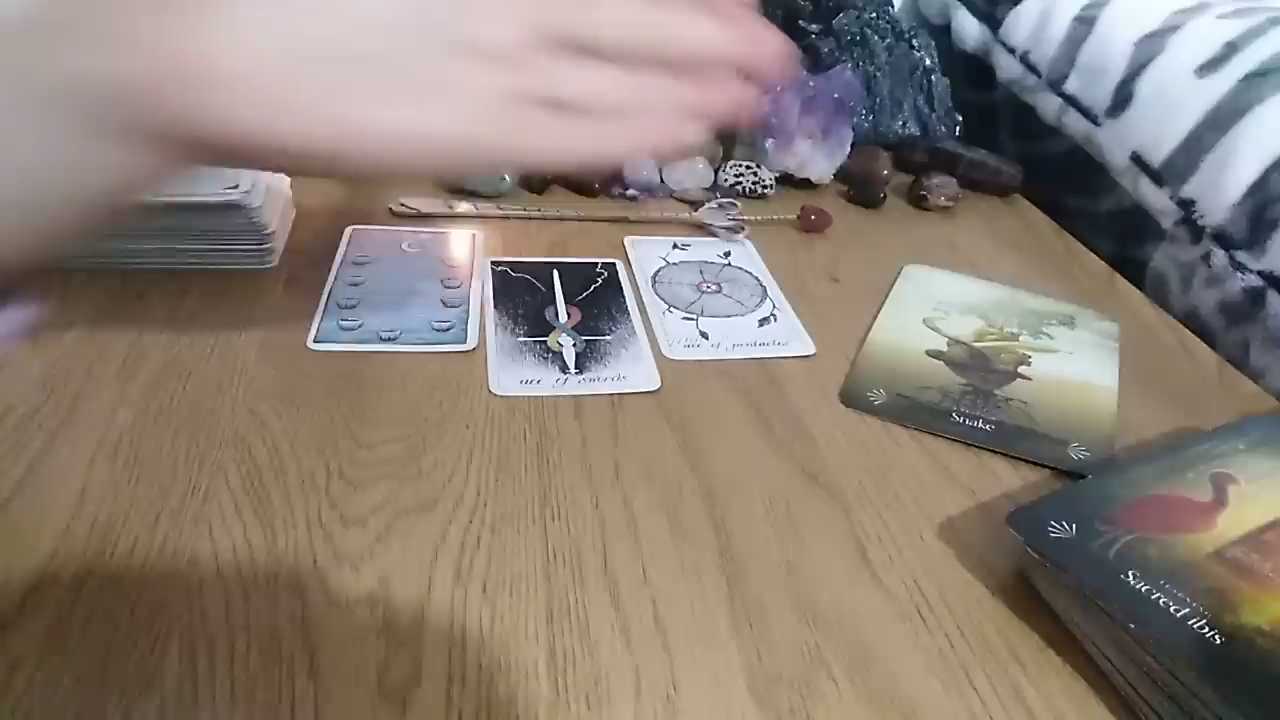 ace of swords
ace of pentacles
Snake
Sacred Ibis